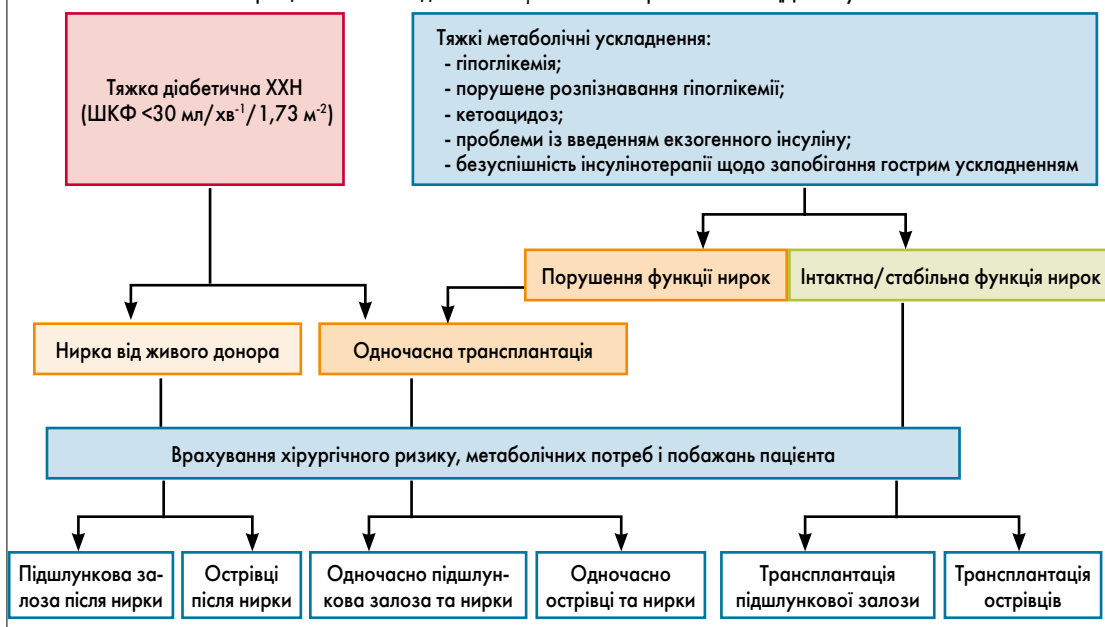 Тяжка діабетична ХХН
(ШКФ <30 мл/хв⁻¹/1,73 м⁻²)
Тяжкі метаболічні ускладнення:
- гіпоглікемія;
- порушене розпізнавання гіпоглікемії;
- кетоацидоз;
- проблеми із введенням екзогенного інсуліну;
- безуспішність інсулінотерапії щодо запобігання гострим ускладненням
Порушення функції нирок
Інтактна/стабільна функція нирок
Нирка від живого донора
Одночасна трансплантація
Врахування хірургічного ризику, метаболічних потреб і побажань пацієнта
Підшлункова за-
лоза після нирки
Острівці
після нирки
Одночасно підшлун-
кова залоза та нирки
Одночасно
острівці та нирки
Трансплантація
підшлункової залози
Трансплантація
острівців